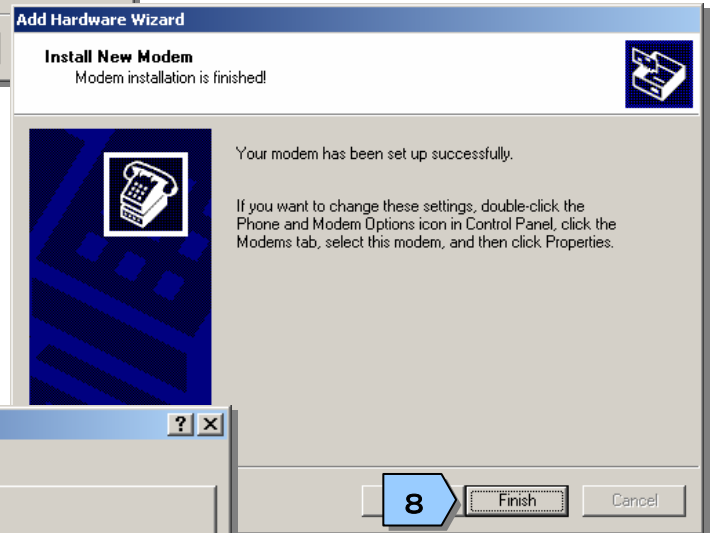 Add Hardware Wizard
Install New Modem
Modem installation is finished!
Your modem has been set up successfully.
If you want to change these settings, double-click the
Phone and Modem Options icon in Control Panel, click the
Modems tab, select this modem, and then click Properties.
8
Finish
Cancel